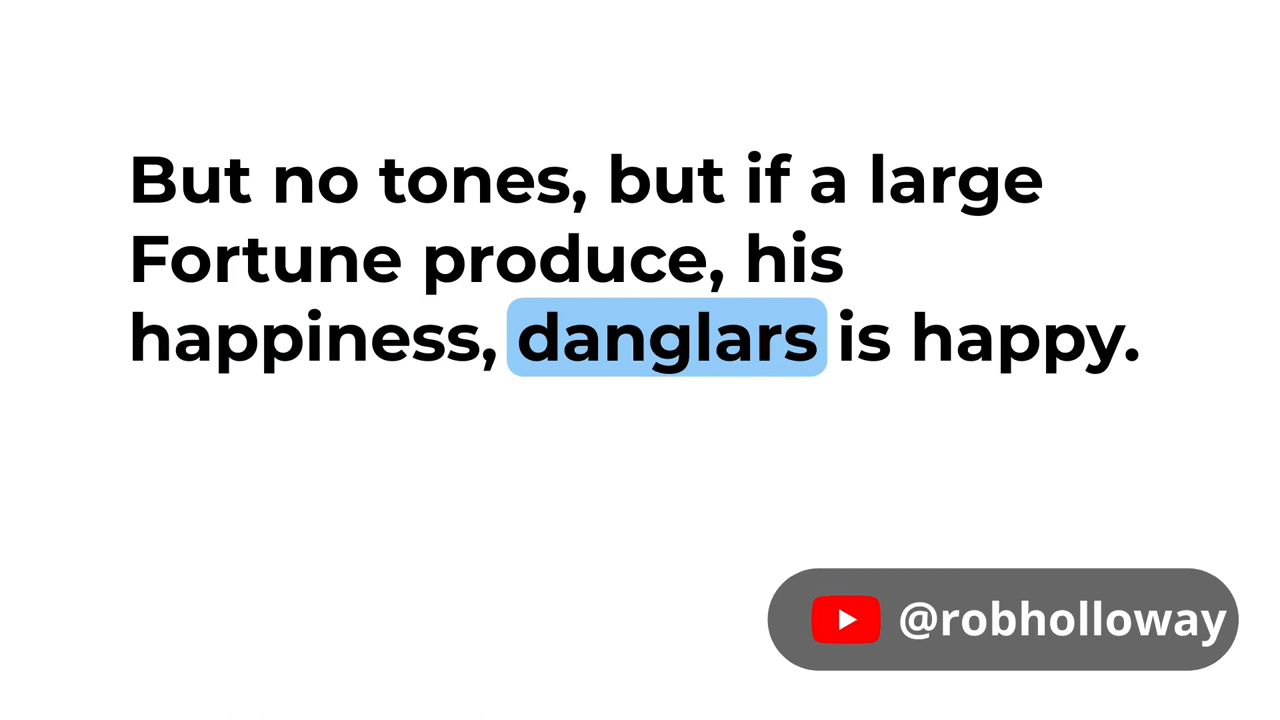 But no tones, but if a large
Fortune produce, his
happiness, danglars is happy.
@robholloway